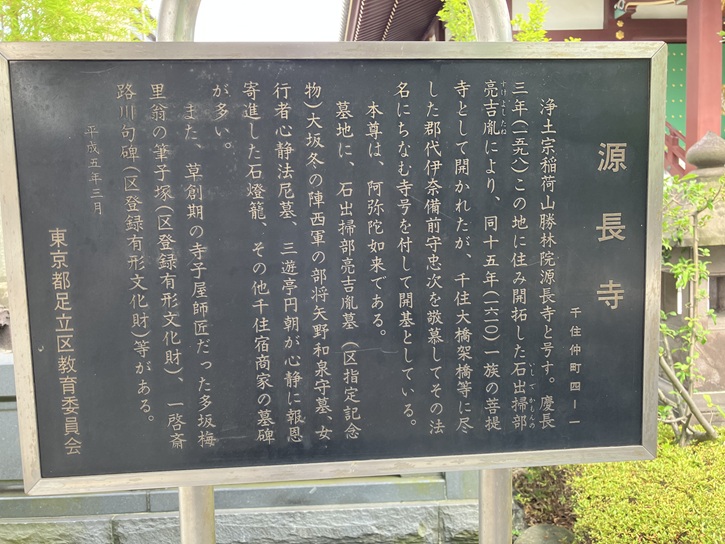 源長寺
千住仲町四ー一
浄土宗稲荷山勝林院源長寺と号す。慶長
三年(一五九八)この地に住み開拓した石出掃部
亮吉胤により、同十五年(一六一〇)一族の菩提
寺として開かれたが、千住大橋架橋等に尽
した郡代伊奈備前守忠次を敬慕してその法
名にちなむ寺号を付して開基としている。
本尊は、阿弥陀如来である。
墓地に、石出掃部亮吉胤墓(区指定記念
物)大坂冬の陣西軍の部将矢野和泉守墓、女
行者心静法尼墓、三遊亭円朝が心静に報恩
寄進した石燈籠、その他千住宿商家の墓碑
が多い。
また、草創期の寺子屋師匠だった多坂梅
里翁の筆子塚(区登録有形文化財)、一啓斎
路川句碑(区登録有形文化財)等がある。
平成五年三月
東京都足立区教育委員会